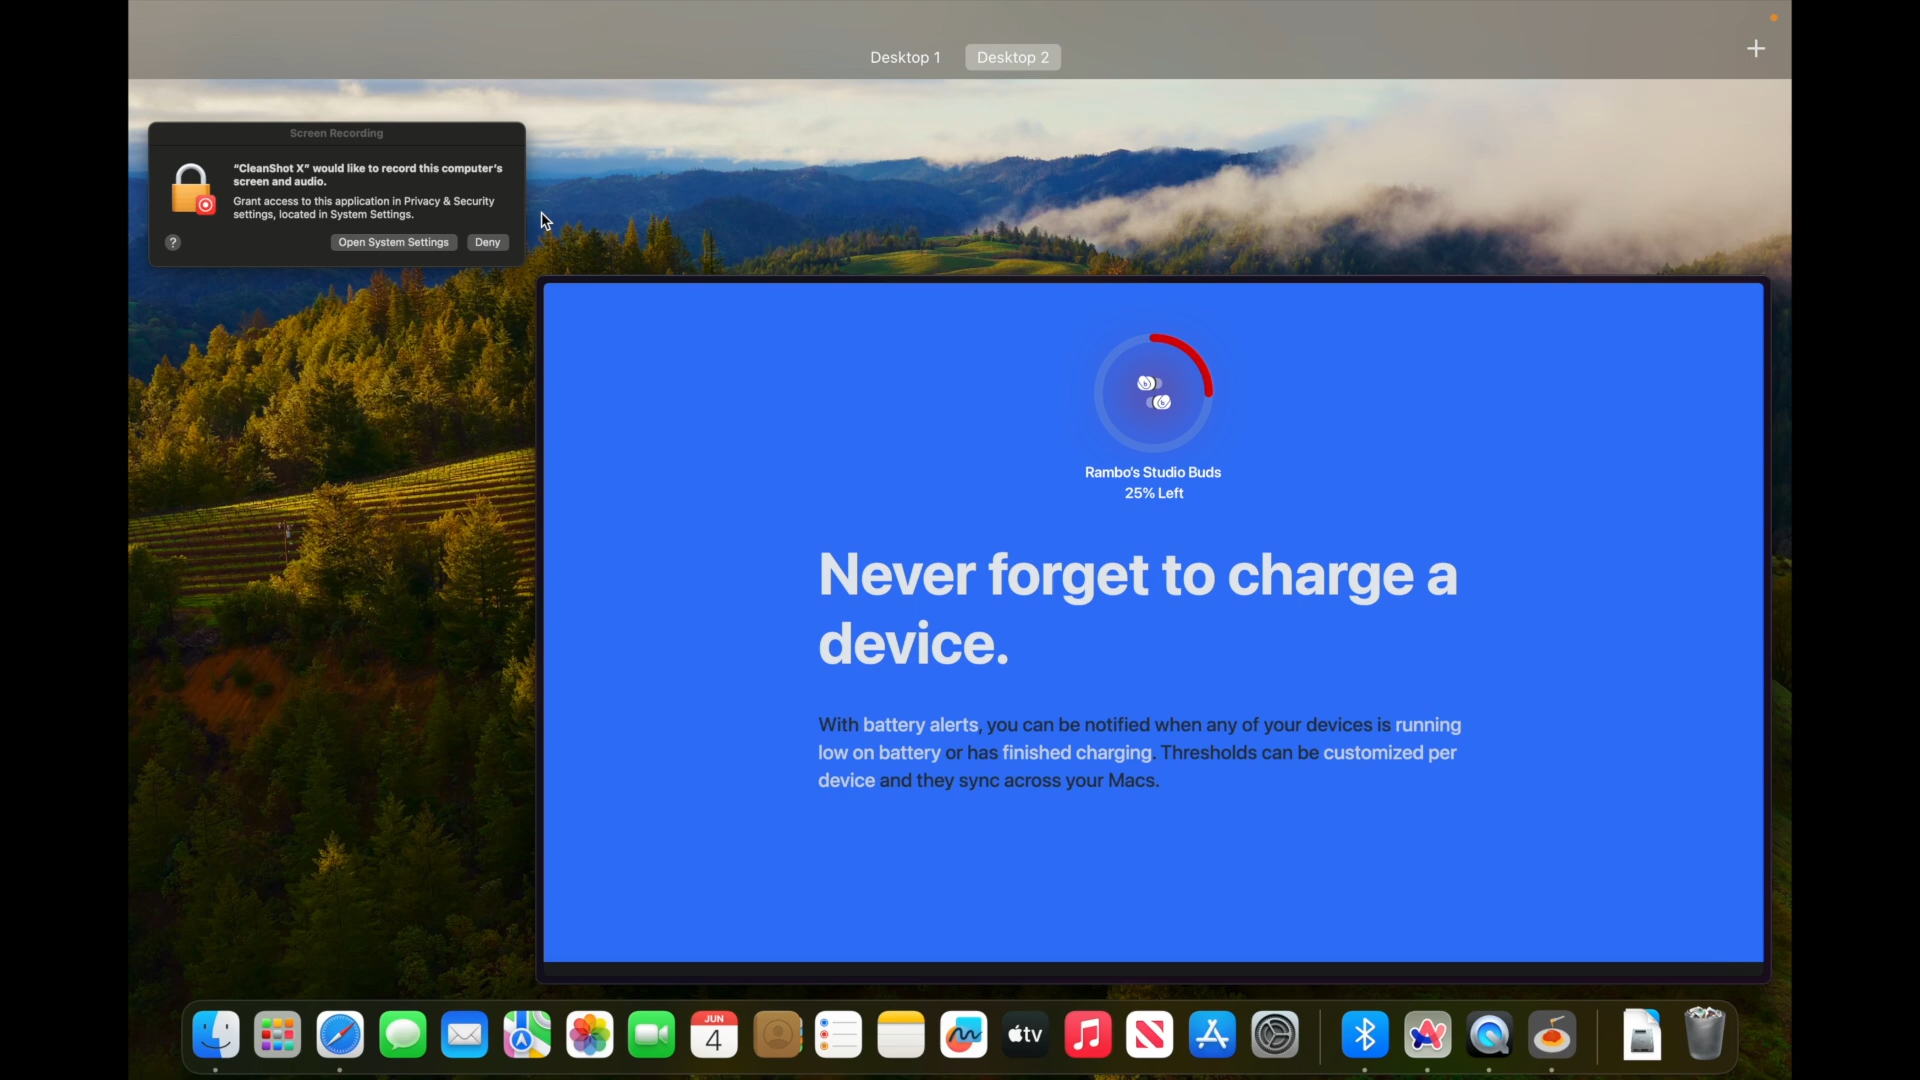 Desktop 1 Desktop 2
Screen Recording
“CleanShot X” would like to record this computer’s
screen and audio.
Grant access to this application in Privacy & Security
settings, located in System Settings.
? Open System Settings Deny
Rambo’s Studio Buds
25% Left
Never forget to charge a
device.
With battery alerts, you can be notified when any of your devices is running
low on battery or has finished charging. Thresholds can be customized per
device and they sync across your Macs.
JUN
4
tv